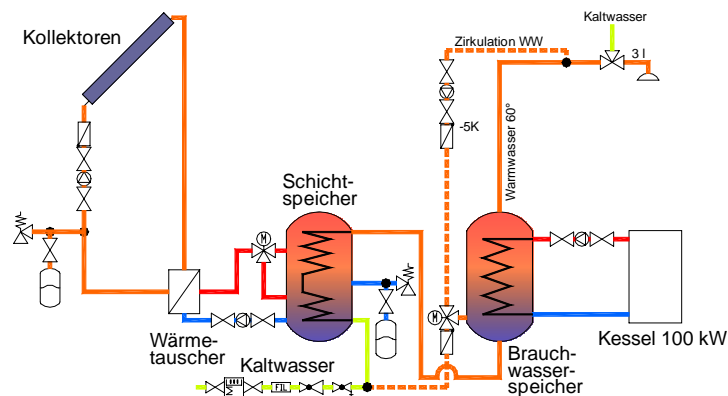 Kollektoren
Kaltwasser
Zirkulation WW
3 l
-5K
Warmwasser 60°
Schicht-
speicher
M
M
Wärme-
tauscher
Kaltwasser
FIL
Brauch-
wasser-
speicher
Kessel 100 kW